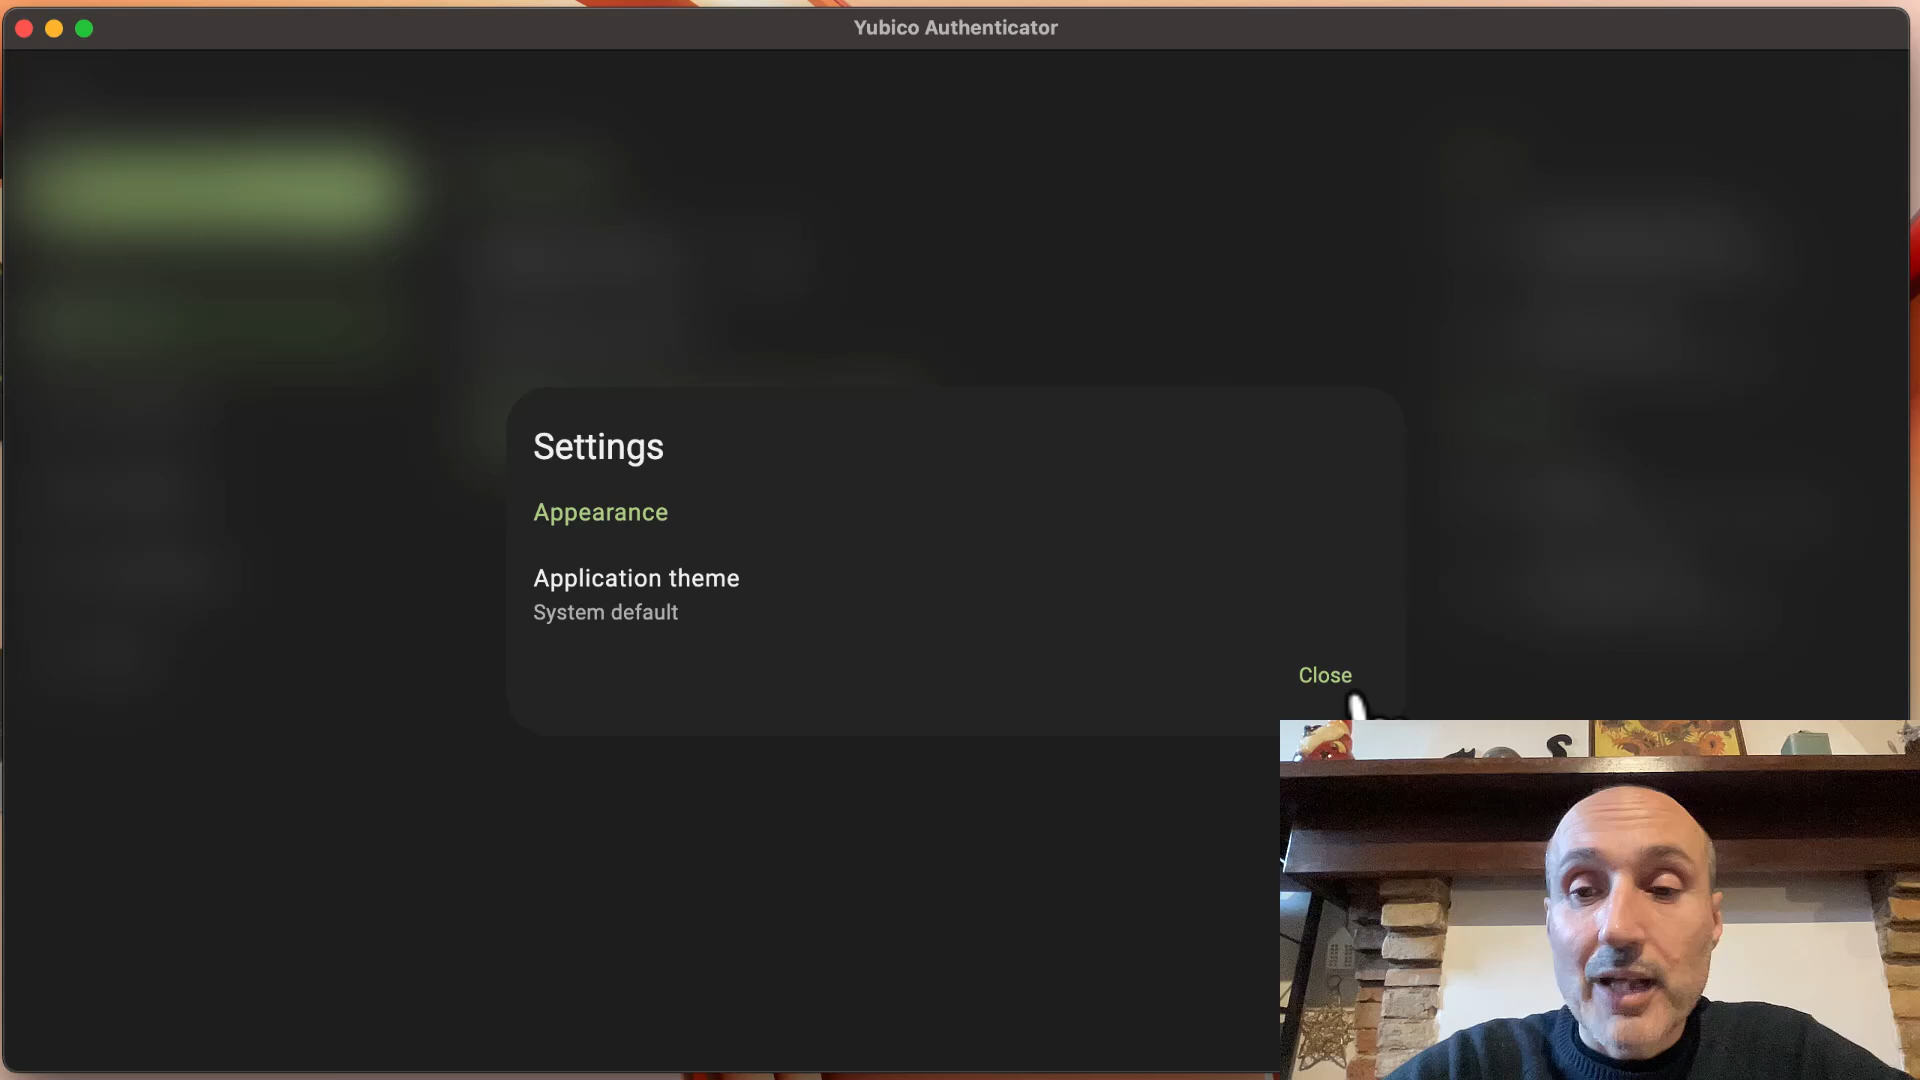 Yubico Authenticator
Settings
Appearance
Application theme
System default
Close